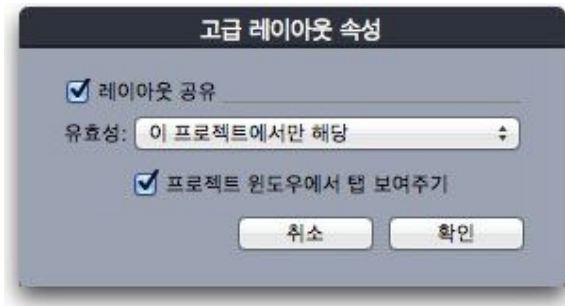 고급 레이아웃 속성
레이아웃 공유
유효성: 이 프로젝트에서만 해당
프로젝트 윈도우에서 탭 보여주기
취소 확인